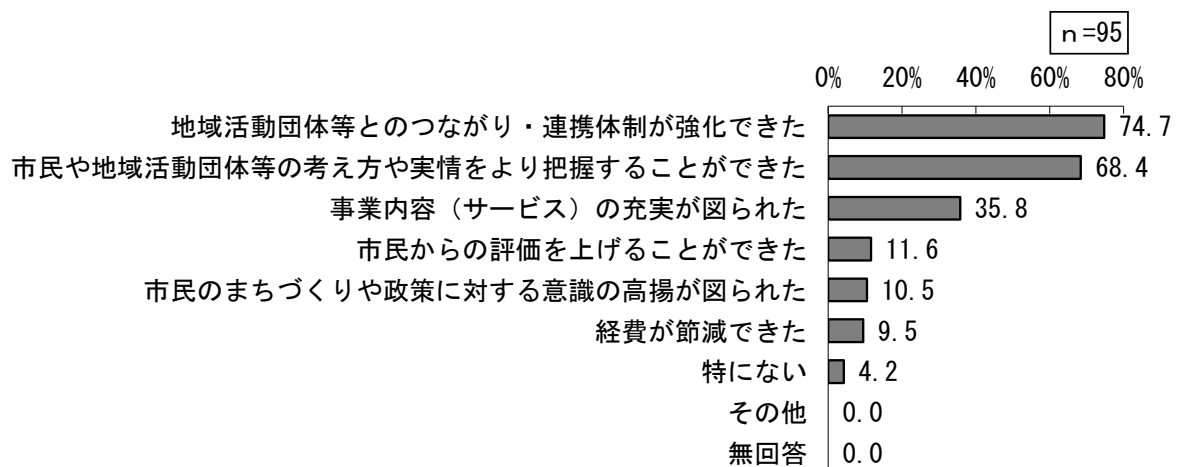 ｎ=95
0% 20% 40% 60% 80%
地域活動団体等とのつながり・連携体制が強化できた 74.7
市民や地域活動団体等の考え方や実情をより把握することができた 68.4
事業内容（サービス）の充実が図られた 35.8
市民からの評価を上げることができた 11.6
市民のまちづくりや政策に対する意識の高揚が図られた 10.5
経費が節減できた 9.5
特にない 4.2
その他 0.0
無回答 0.0